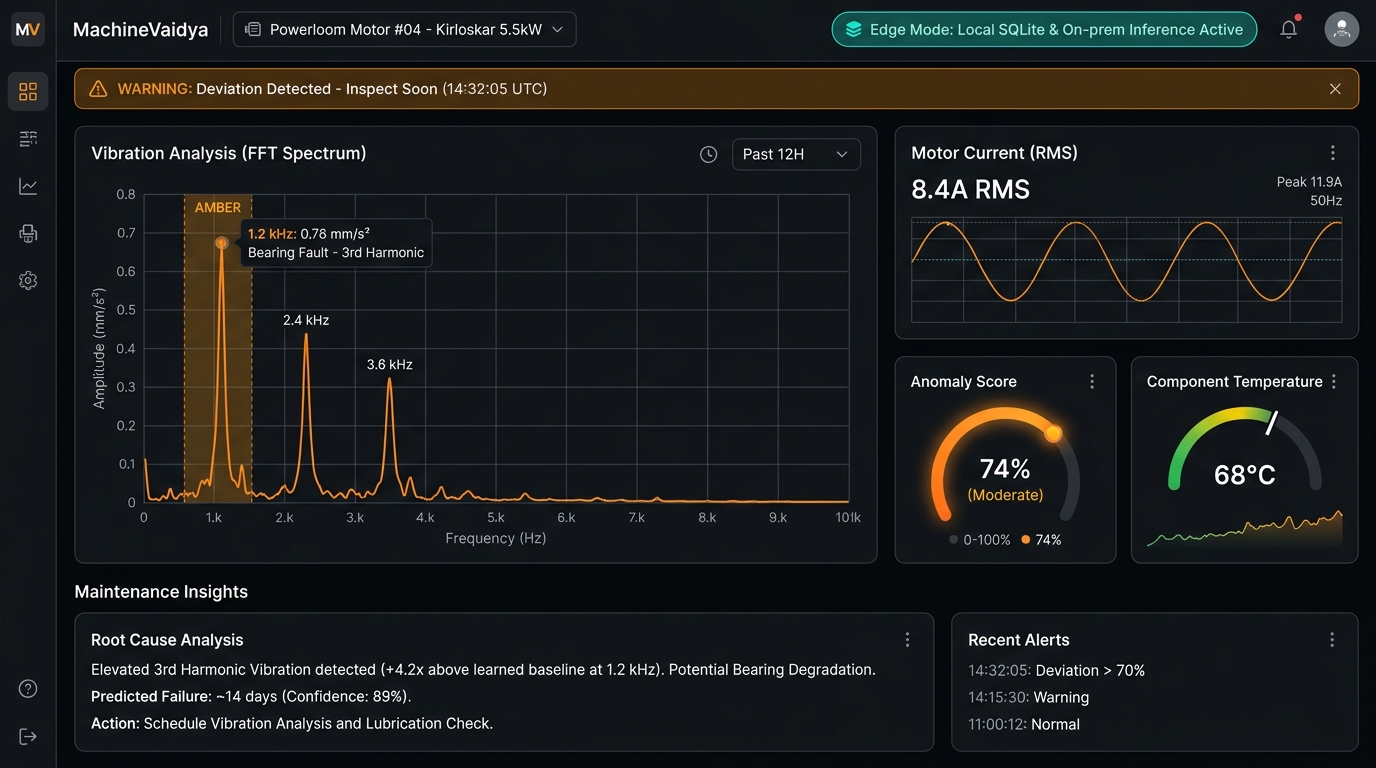 MV
MachineVaidya
Powerloom Motor #04 - Kirloskar 5.5kW
Edge Mode: Local SQLite & On-prem Inference Active
WARNING: Deviation Detected - Inspect Soon (14:32:05 UTC)
Vibration Analysis (FFT Spectrum)
Past 12H
Amplitude (mm/s²)
0.8
0.7
0.6
0.5
0.4
0.3
0.2
0.1
0
AMBER
1.2 kHz: 0.78 mm/s²
Bearing Fault - 3rd Harmonic
2.4 kHz
3.6 kHz
0 1.k 2.k 3.k 4.k 5.k 6.k 7.k 8.k 9.k 101k
Frequency (Hz)
Motor Current (RMS)
8.4A RMS
Peak 11.9A
50Hz
Anomaly Score
74%
(Moderate)
0-100% 74%
Component Temperature
68°C
Maintenance Insights
Root Cause Analysis
Elevated 3rd Harmonic Vibration detected (+4.2x above learned baseline at 1.2 kHz). Potential Bearing Degradation.
Predicted Failure: ~14 days (Confidence: 89%).
Action: Schedule Vibration Analysis and Lubrication Check.
Recent Alerts
14:32:05: Deviation > 70%
14:15:30: Warning
11:00:12: Normal